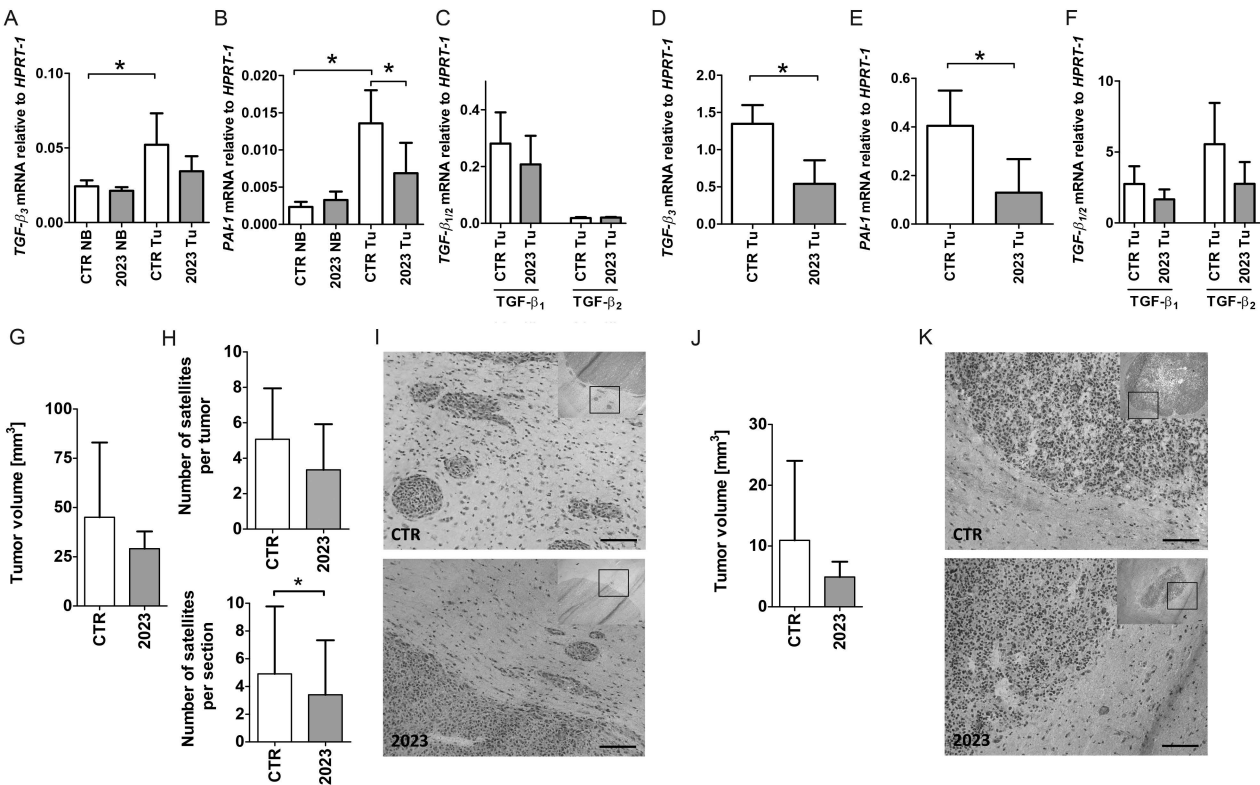 A
TGF-β3 mRNA relative to HPRT-1
0.10
0.05
0.00
*
CTR NB
2023 NB
CTR Tu
2023 Tu
B
PAI-1 mRNA relative to HPRT-1
0.020
0.015
0.010
0.005
0.000
*
*
CTR NB
2023 NB
CTR Tu
2023 Tu
C
TGF-β1/2 mRNA relative to HPRT-1
0.4
0.2
0.0
CTR Tu
2023 Tu
CTR Tu
2023 Tu
TGF-β1
TGF-β2
D
TGF-β3 mRNA relative to HPRT-1
2.0
1.5
1.0
0.5
0.0
*
CTR Tu
2023 Tu
E
PAI-1 mRNA relative to HPRT-1
0.6
0.4
0.2
0.0
*
CTR Tu
2023 Tu
F
TGF-β1/2 mRNA relative to HPRT-1
10
5
0
CTR Tu
2023 Tu
CTR Tu
2023 Tu
TGF-β1
TGF-β2
G
Tumor volume [mm³]
100
75
50
25
0
CTR
2023
H
Number of satellites
per tumor
10
8
6
4
2
0
CTR
2023
Number of satellites
per section
10
8
6
4
2
0
*
CTR
2023
I
CTR
2023
J
Tumor volume [mm³]
30
20
10
0
CTR
2023
K
CTR
2023